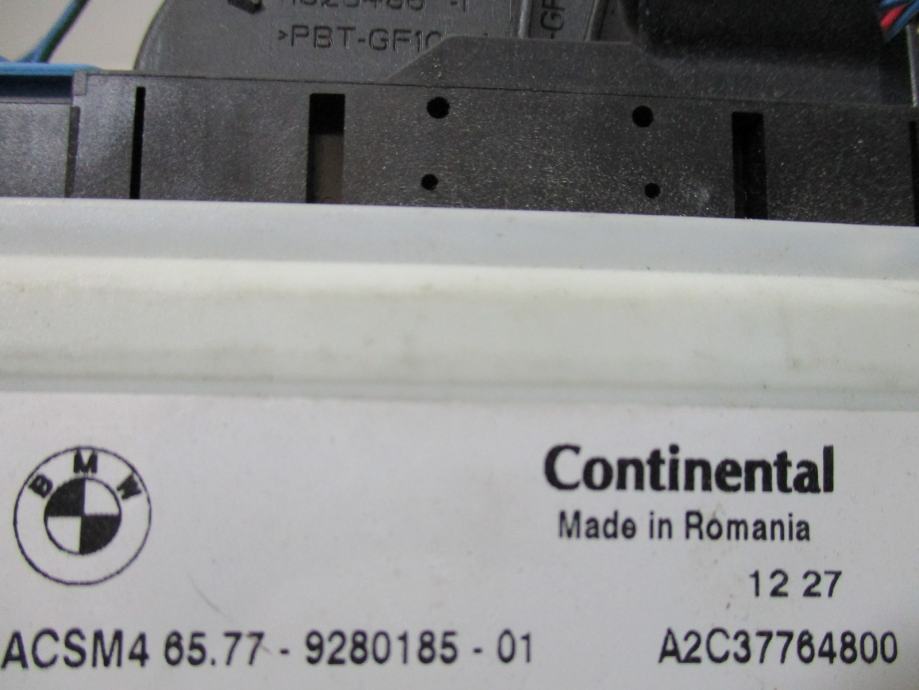 >PBT-GF10
BMW
Continental
Made in Romania
12 27
ACSM4 65.77 - 9280185 - 01 A2C37764800